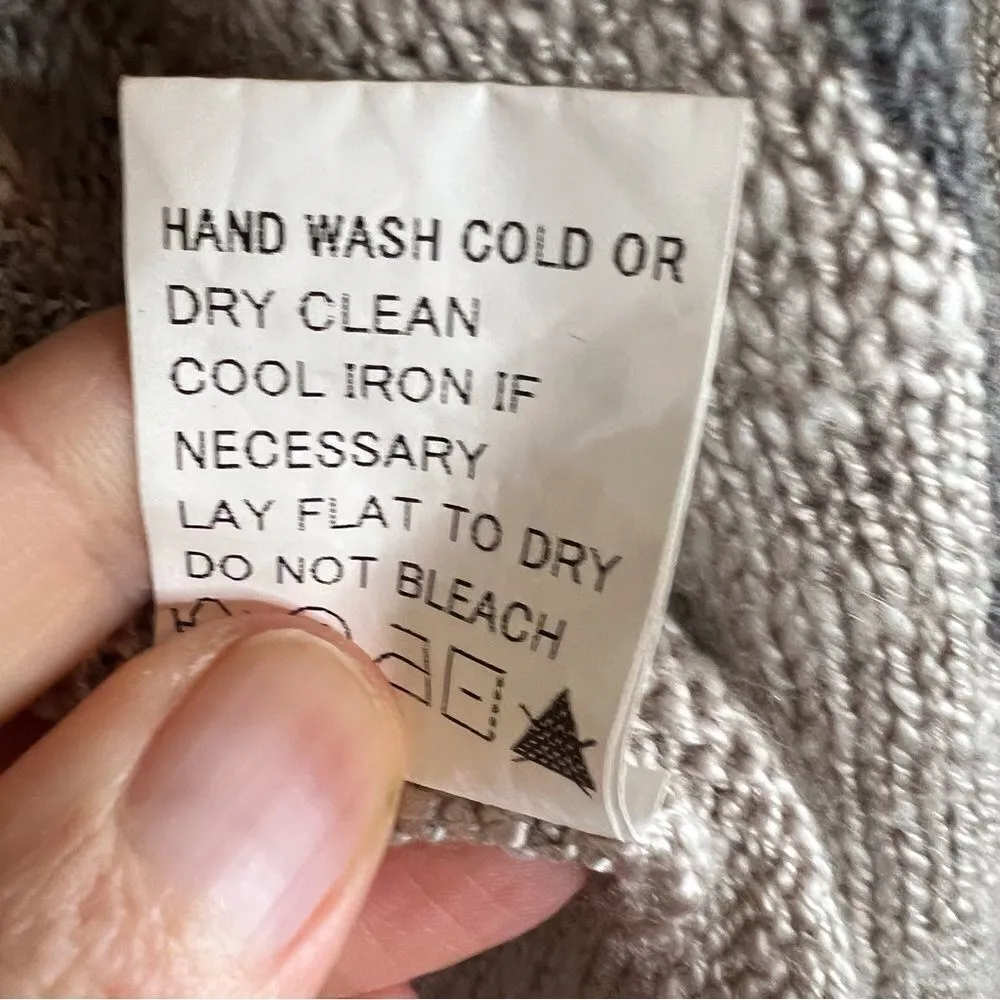 HAND WASH COLD OR
DRY CLEAN
COOL IRON IF
NECESSARY
LAY FLAT TO DRY
DO NOT BLEACH